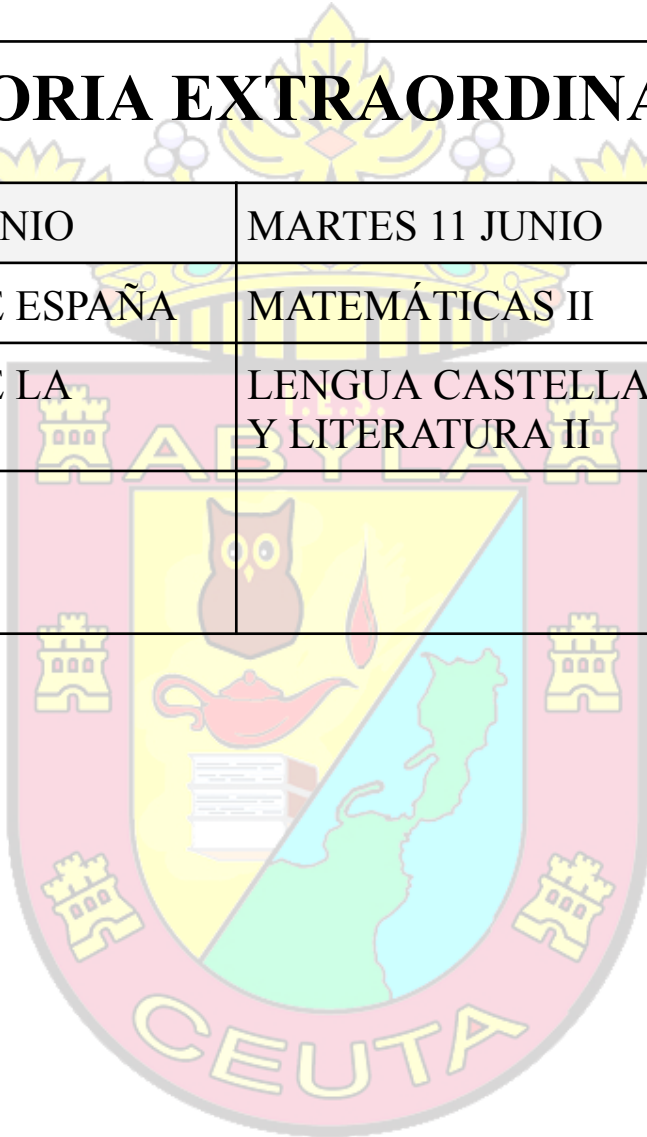 ORIA EXTRAORDINA
NIO
MARTES 11 JUNIO
E ESPAÑA
MATEMÁTICAS II
E LA
LENGUA CASTELLA
Y LITERATURA II
I.E.S.
ABYLA
CEUTA